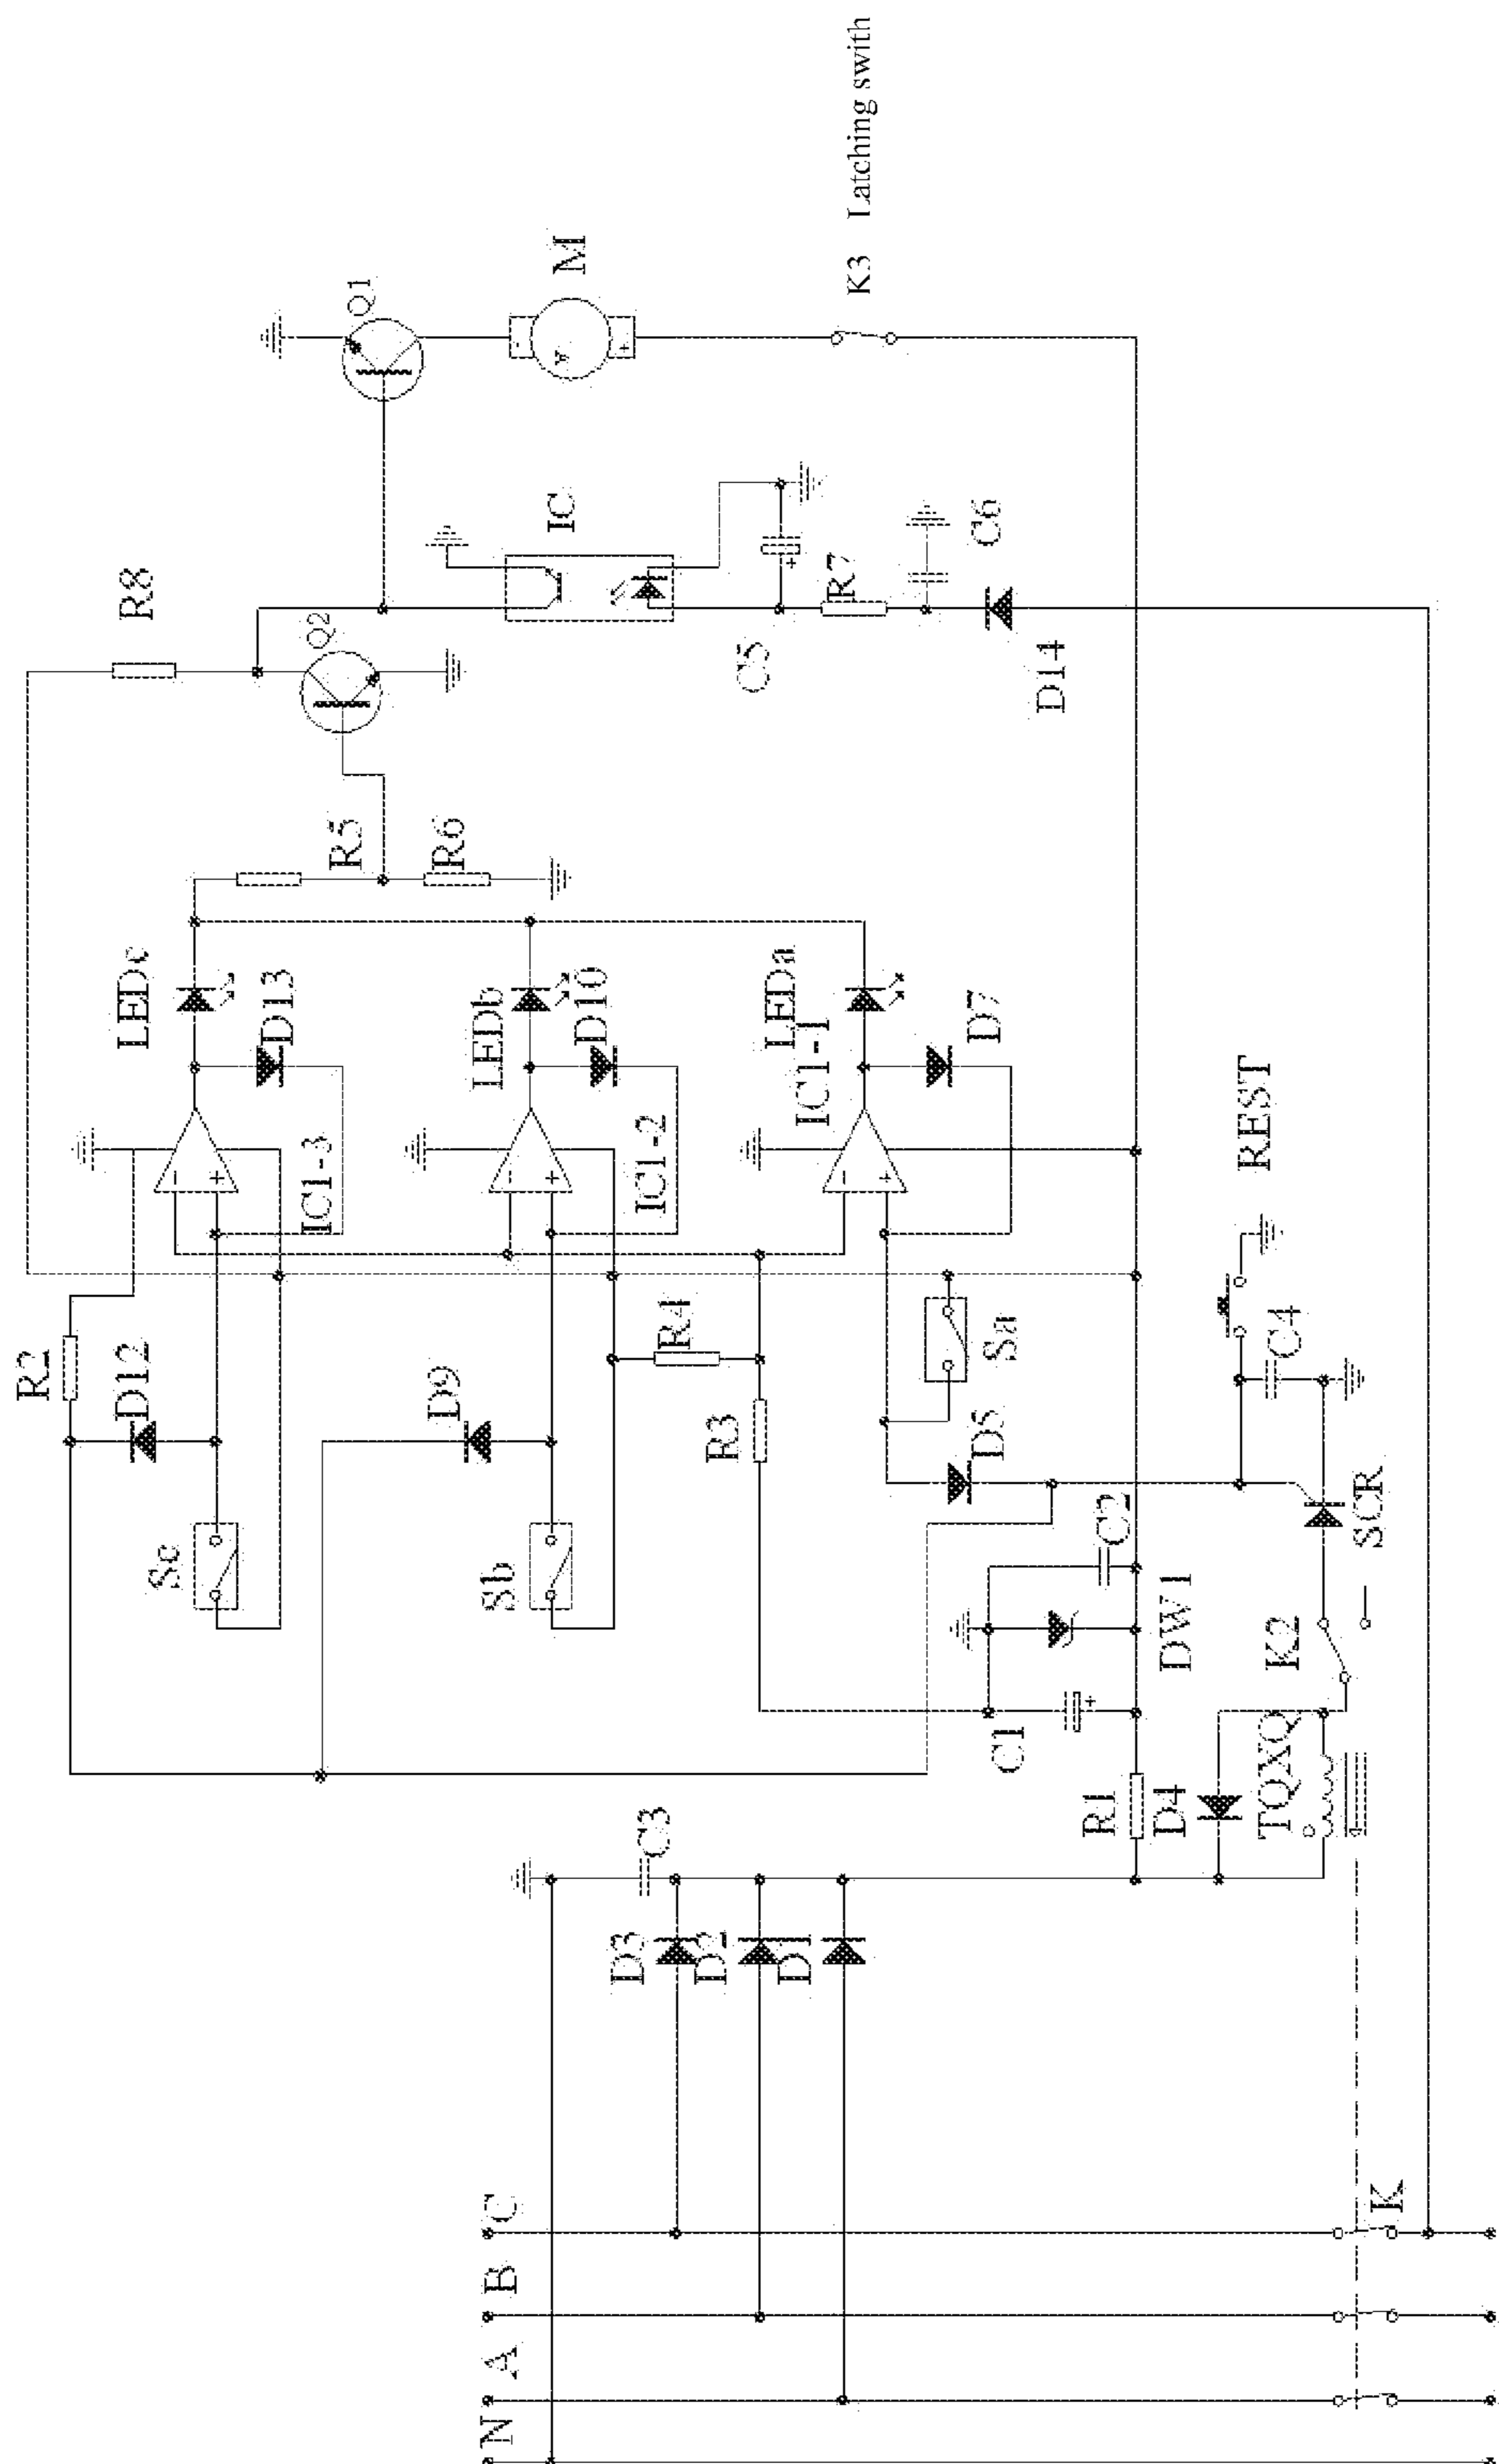 N
A
B
C
K
D3
D2
D1
C3
R1
D4
TQXQ
K2
SCR
C1
DW1
C2
R2
D12
Sc
D9
Sb
R3
R4
D5
Sa
C4
REST
LEDc
D13
IC1-3
LEDb
D10
IC1-2
LEDa
IC1-1
D7
R5
R6
R8
Q2
Q1
IC
C5
R7
C6
D14
M
K3 Latching swith